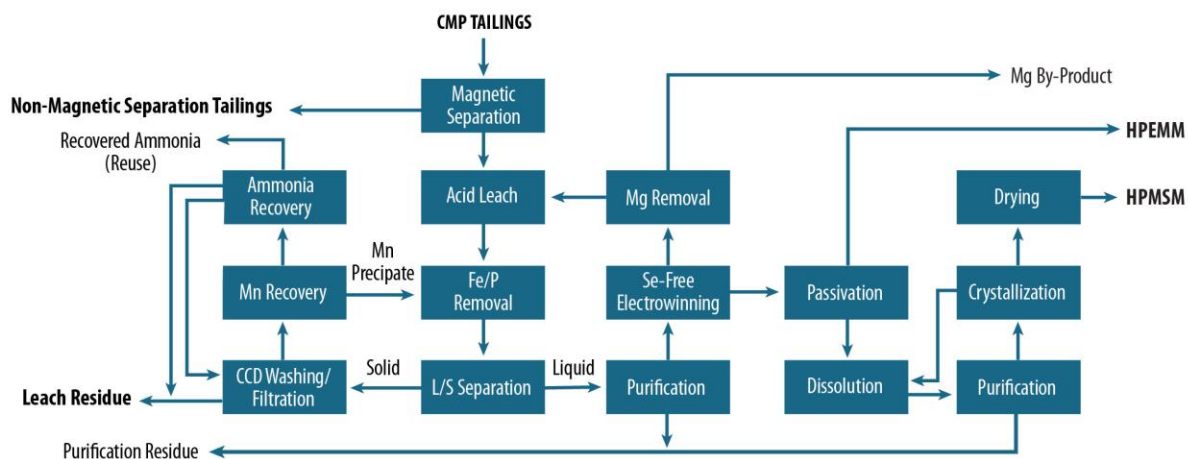 CMP TAILINGS
Magnetic
Separation
Mg By-Product
Non-Magnetic Separation Tailings
Recovered Ammonia
(Reuse)
HPEMM
Ammonia
Recovery
Acid Leach
Mg Removal
Drying
HPMSM
Mn
Precipate
Mn Recovery
Fe/P
Removal
Se-Free
Electrowinning
Passivation
Crystallization
CCD Washing/
Filtration
Solid
L/S Separation
Liquid
Purification
Dissolution
Purification
Leach Residue
Purification Residue